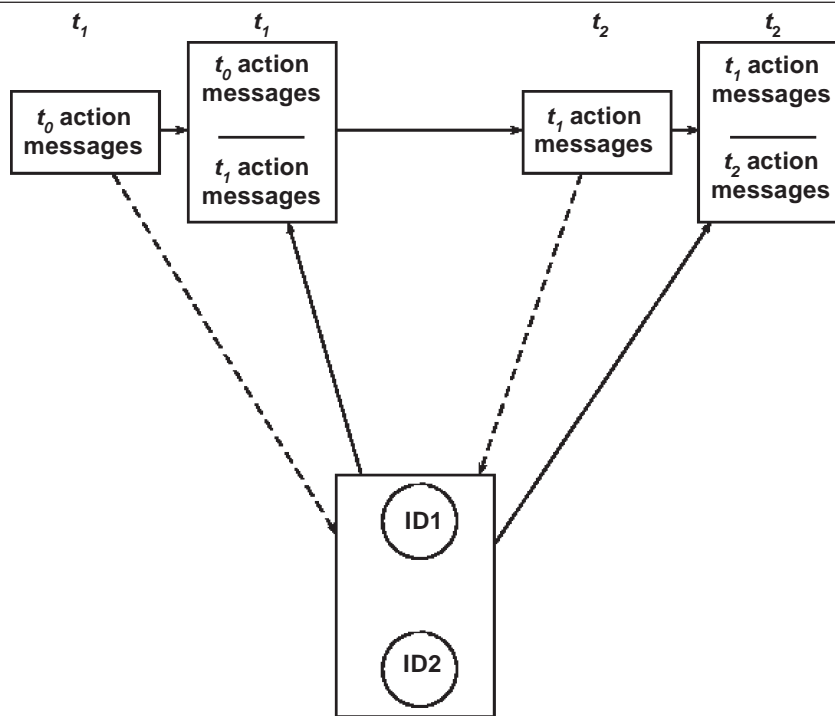 t1 t1 t2 t2
t0 action
messages
t0 action
messages
t1 action
messages
t1 action
messages
t1 action
messages
t2 action
messages
ID1
ID2